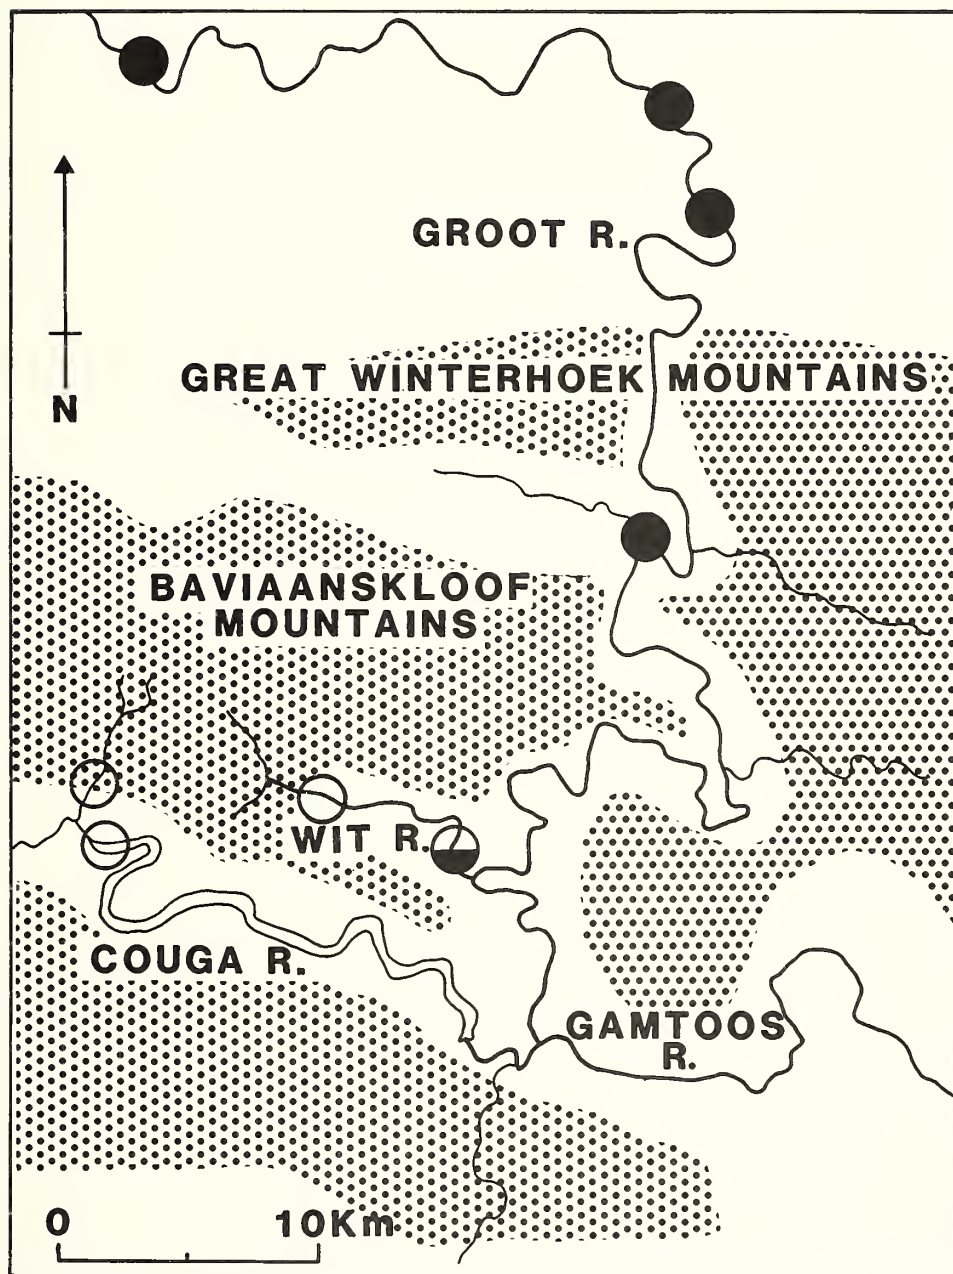 GROOT R.
GREAT WINTERHOEK MOUNTAINS
N
BAVIAANSKLOOF
MOUNTAINS
WIT R.
COUGA R.
GAMTOOS
R.
0 10Km